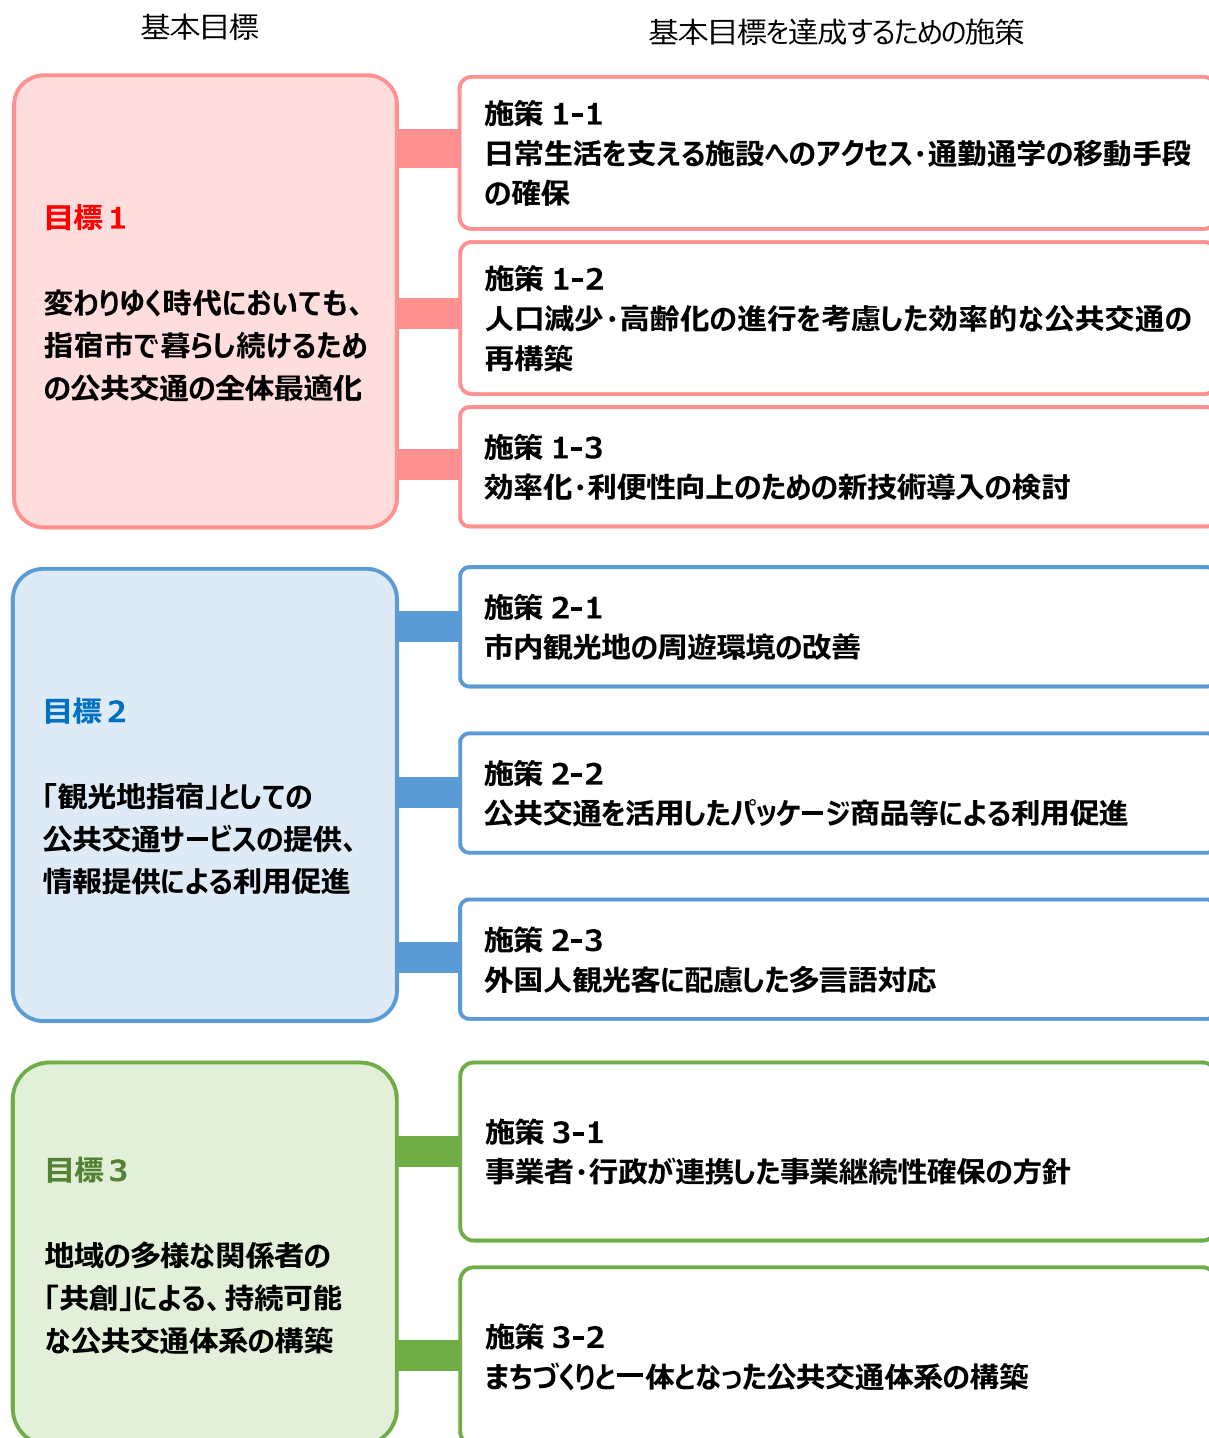 基本目標
基本目標を達成するための施策
目標１
変わりゆく時代においても、
指宿市で暮らし続けるため
の公共交通の全体最適化
施策 1-1
日常生活を支える施設へのアクセス・通勤通学の移動手段
の確保
施策 1-2
人口減少・高齢化の進行を考慮した効率的な公共交通の
再構築
施策 1-3
効率化・利便性向上のための新技術導入の検討
目標２
「観光地指宿」としての
公共交通サービスの提供、
情報提供による利用促進
施策 2-1
市内観光地の周遊環境の改善
施策 2-2
公共交通を活用したパッケージ商品等による利用促進
施策 2-3
外国人観光客に配慮した多言語対応
目標３
地域の多様な関係者の
「共創」による、持続可能
な公共交通体系の構築
施策 3-1
事業者・行政が連携した事業継続性確保の方針
施策 3-2
まちづくりと一体となった公共交通体系の構築